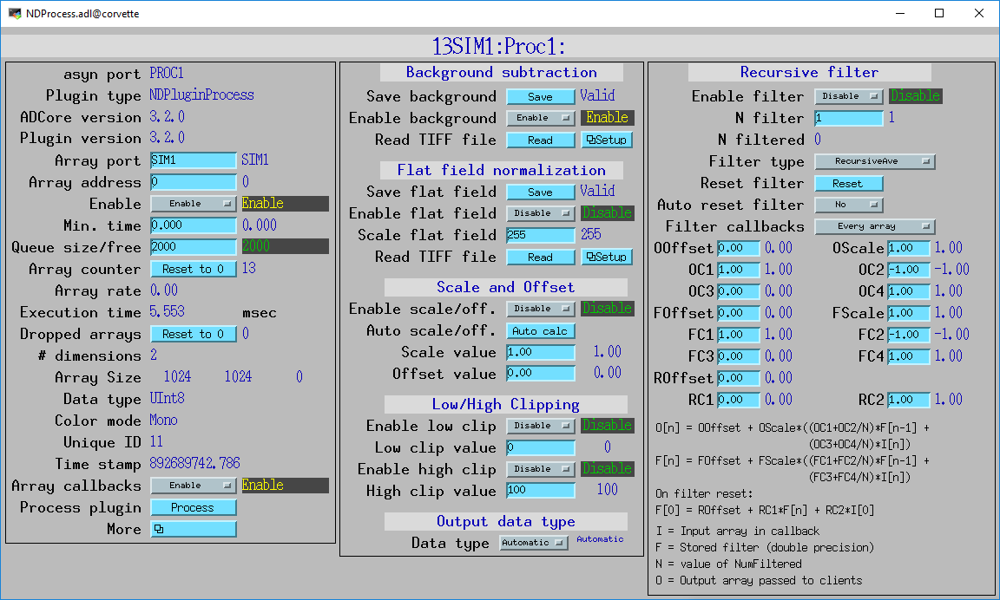 NDProcess.adl@corvette
13SIM1:Proc1:
asyn port PROC1
Plugin type NDPluginProcess
ADCore version 3.2.0
Plugin version 3.2.0
Array port SIM1 SIM1
Array address 0 0
Enable Enable Enable
Min. time 0.000 0.000
Queue size/free 2000 2000
Array counter Reset to 0 13
Array rate 0.00
Execution time 5.553 msec
Dropped arrays Reset to 0 0
# dimensions 2
Array Size 1024 1024 0
Data type UInt8
Color mode Mono
Unique ID 11
Time stamp 892689742.786
Array callbacks Enable Enable
Process plugin Process
More
Background subtraction
Save background Save Valid
Enable background Enable Enable
Read TIFF file Read Setup
Flat field normalization
Save flat field Save Valid
Enable flat field Disable Disable
Scale flat field 255 255
Read TIFF file Read Setup
Scale and Offset
Enable scale/off. Disable Disable
Auto scale/off. Auto calc
Scale value 1.00 1.00
Offset value 0.00 0.00
Low/High Clipping
Enable low clip Disable Disable
Low clip value 0 0
Enable high clip Disable Disable
High clip value 100 100
Output data type
Data type Automatic Automatic
Recursive filter
Enable filter Disable Disable
N filter 1 1
N filtered 0
Filter type RecursiveAve
Reset filter Reset
Auto reset filter No
Filter callbacks Every array
OOffset 0.00 0.00 OScale 1.00 1.00
OC1 1.00 1.00 OC2 -1.00 -1.00
OC3 0.00 0.00 OC4 1.00 1.00
FOffset 0.00 0.00 FScale 1.00 1.00
FC1 1.00 1.00 FC2 -1.00 -1.00
FC3 0.00 0.00 FC4 1.00 1.00
ROffset 0.00 0.00
RC1 0.00 0.00 RC2 1.00 1.00
O[n] = OOffset + OScale*((OC1+OC2/N)*F[n-1] +
(OC3+OC4/N)*I[n])
F[n] = FOffset + FScale*((FC1+FC2/N)*F[n-1] +
(FC3+FC4/N)*I[n])
On filter reset:
F[0] = ROffset + RC1*F[n] + RC2*I[0]
I = Input array in callback
F = Stored filter (double precision)
N = value of NumFiltered
O = Output array passed to clients